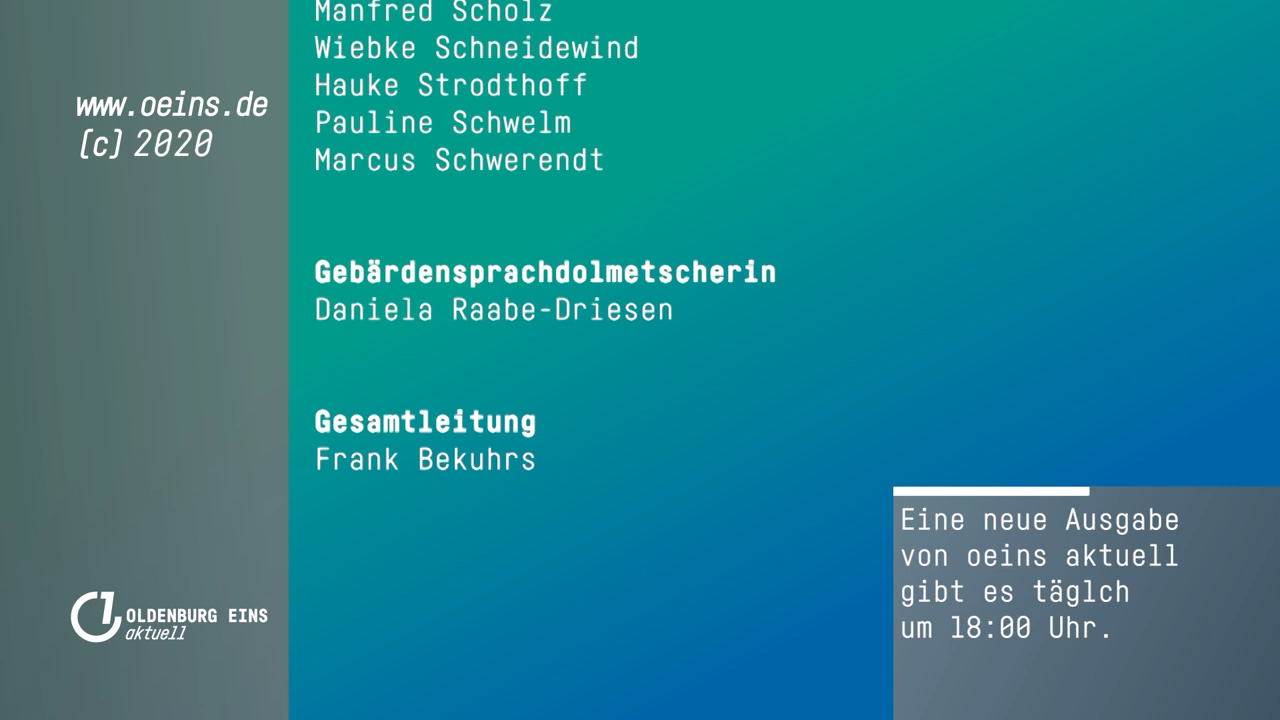 www.oeins.de
(c) 2020
Manfred Scholz
Wiebke Schneidewind
Hauke Strodthoff
Pauline Schwelm
Marcus Schwerendt
Gebärdensprachdolmetscherin
Daniela Raabe-Driesen
Gesamtleitung
Frank Bekuhrs
Eine neue Ausgabe
von oeins aktuell
gibt es täglch
um 18:00 Uhr.
OLDENBURG EINS
aktuell